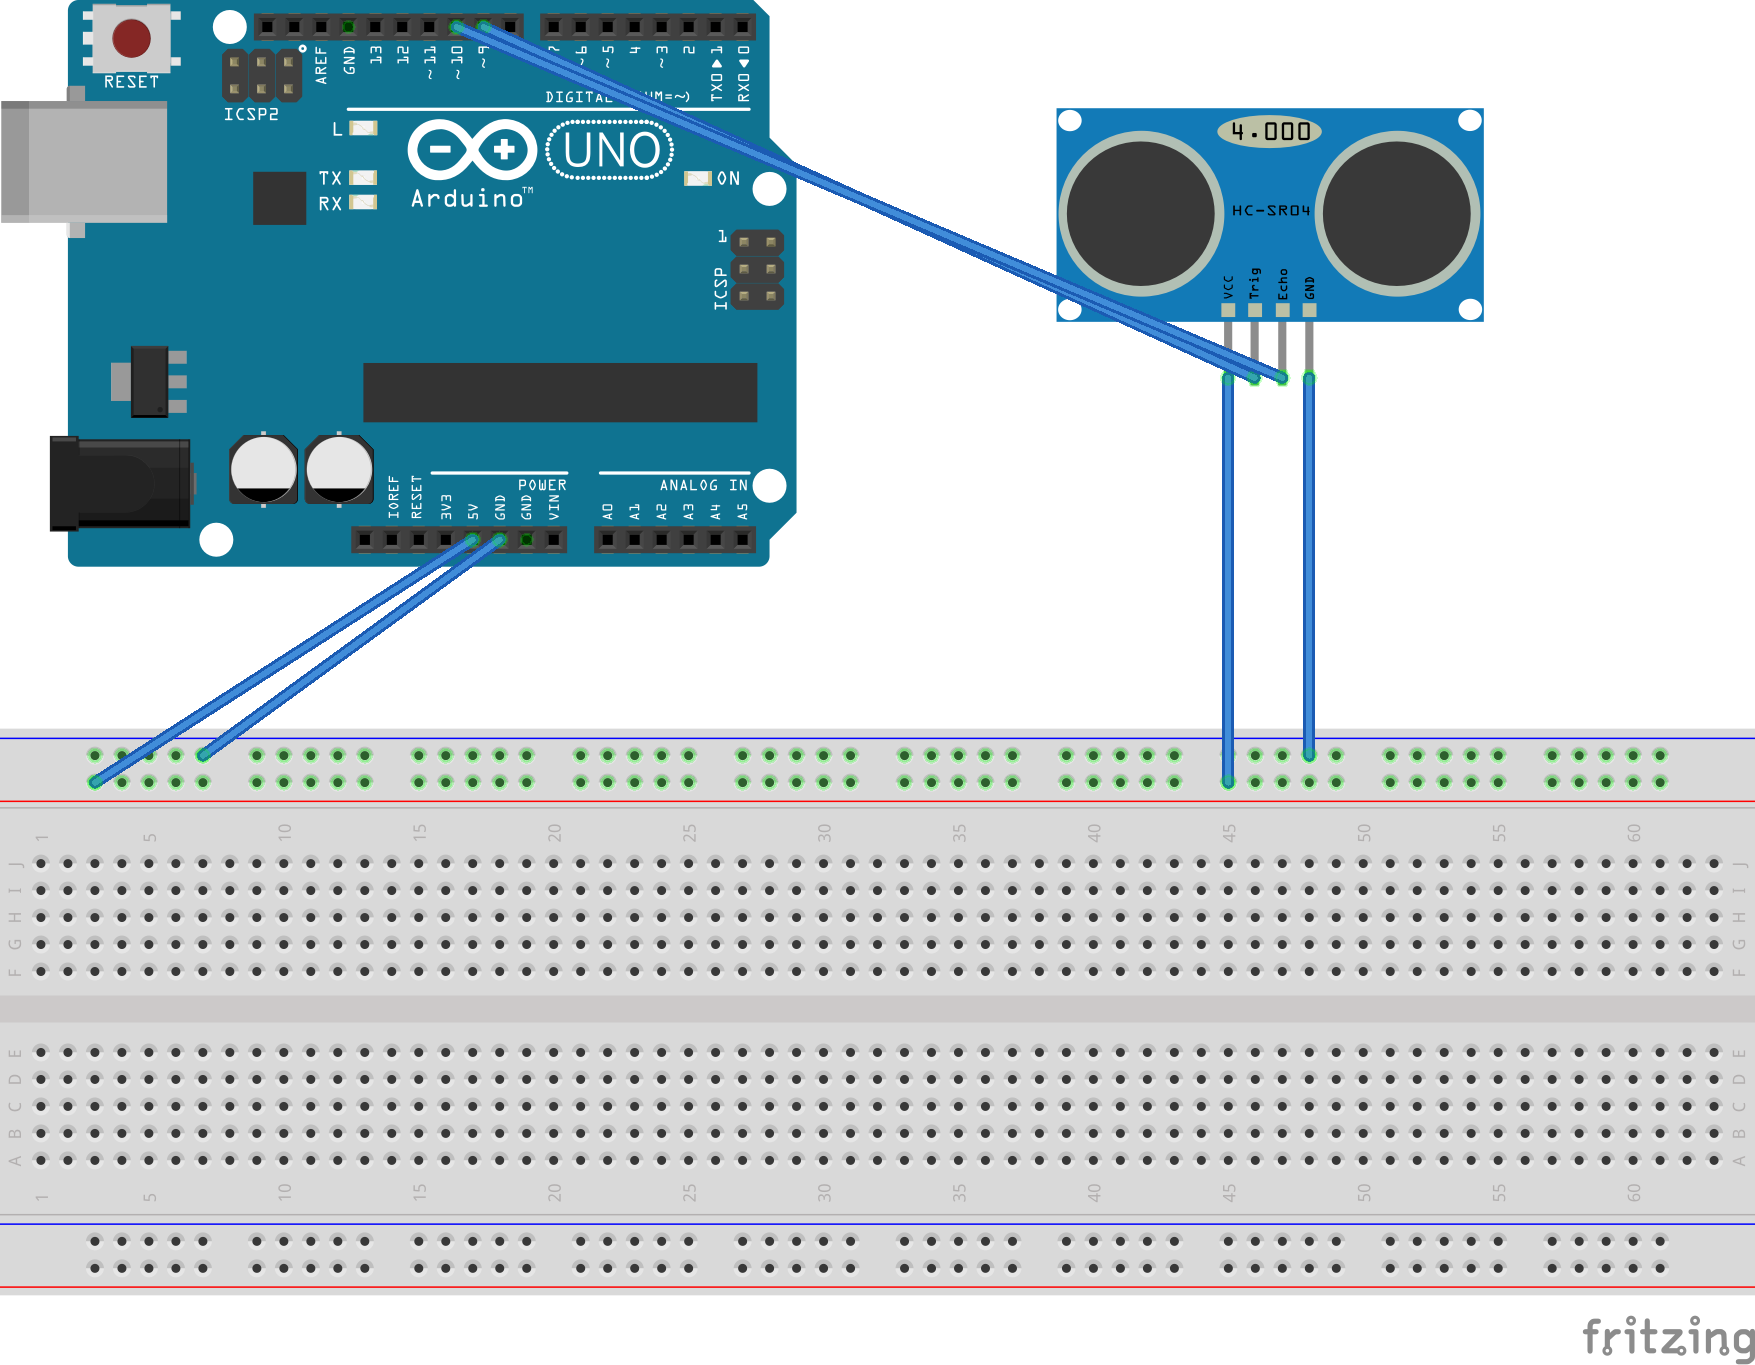 RESET
ICSP2
AREF
GND
13
12
~11
~10
~9
~6
~5
4
~3
2
TX0 ▶ 1
RX0 ◀ 0
DIGITAL
M=~)
L
TX
RX
UNO
Arduino™
ON
1
ICSP
4.000
HC-SR04
VCC
Trig
Echo
GND
IOREF
RESET
3V3
5V
GND
GND
VIN
POWER
A0
A1
A2
A3
A4
A5
ANALOG IN
1 5 10 15 20 25 30 35 40 45 50 55 60
J J
I I
H H
G G
F F
E E
D D
C C
B B
A A
1 5 10 15 20 25 30 35 40 45 50 55 60
fritzing